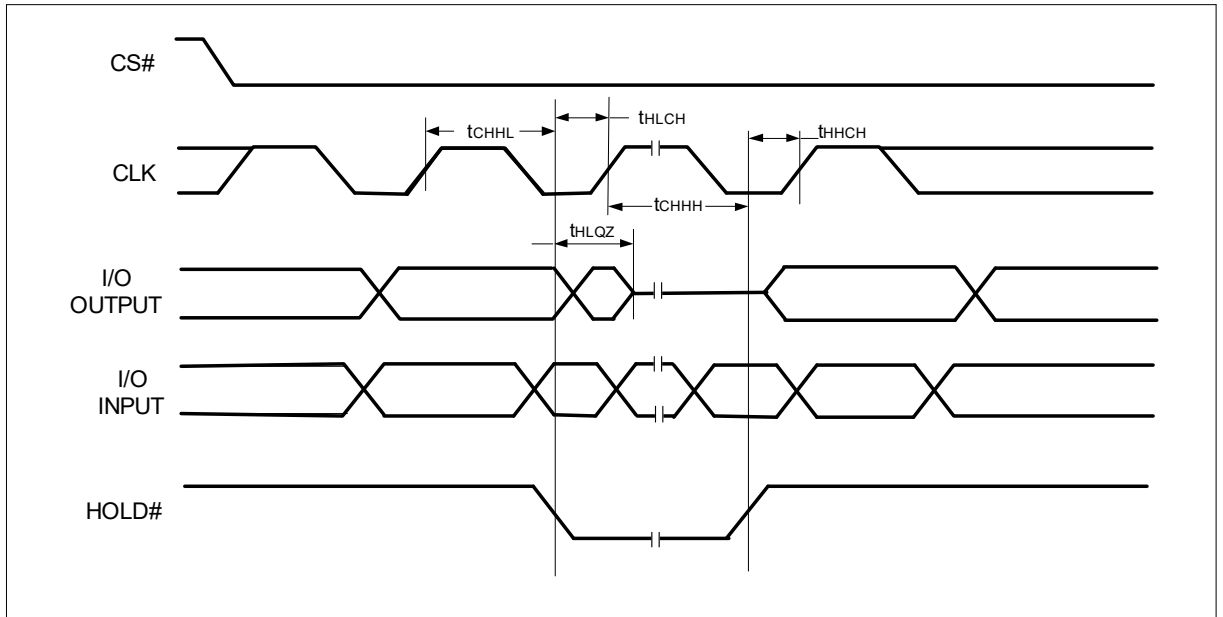 CS#
tCHHL
tHLCH
tHHCH
CLK
tCHHH
tHLQZ
I/O
OUTPUT
I/O
INPUT
HOLD#